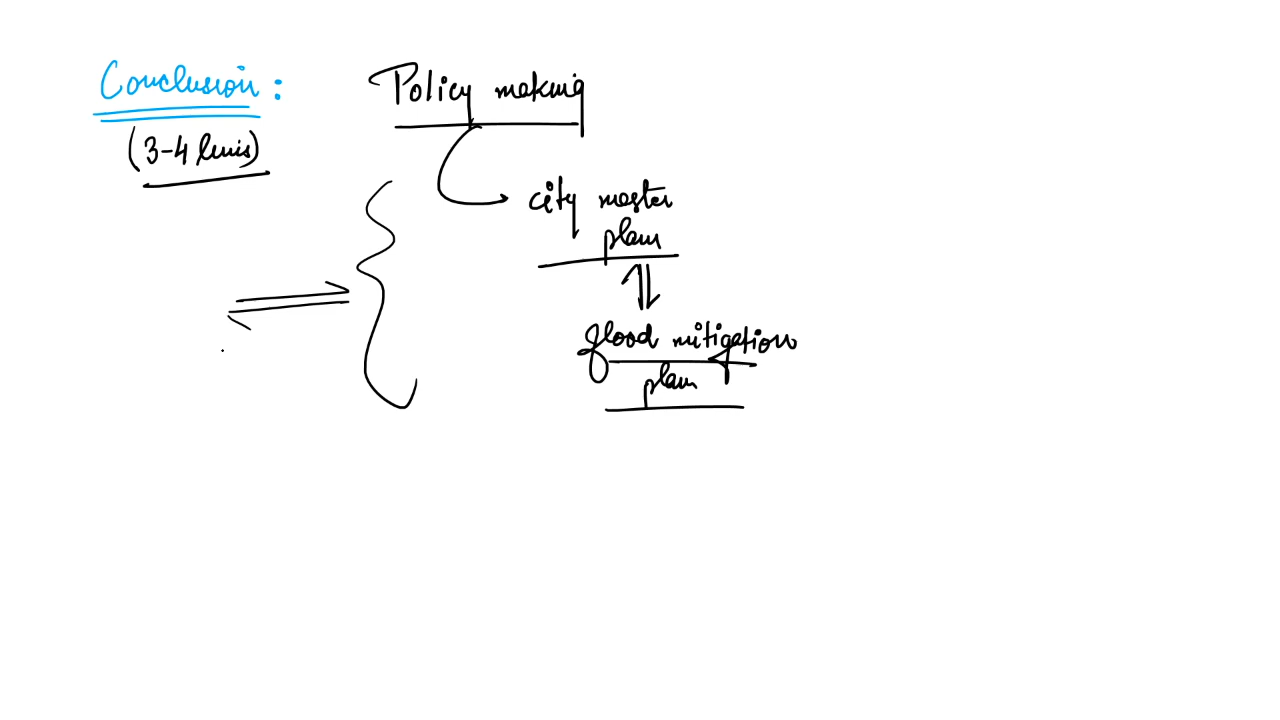 Conclusion:
(3-4 lines)
Policy making
city master
plan
flood mitigation
plan